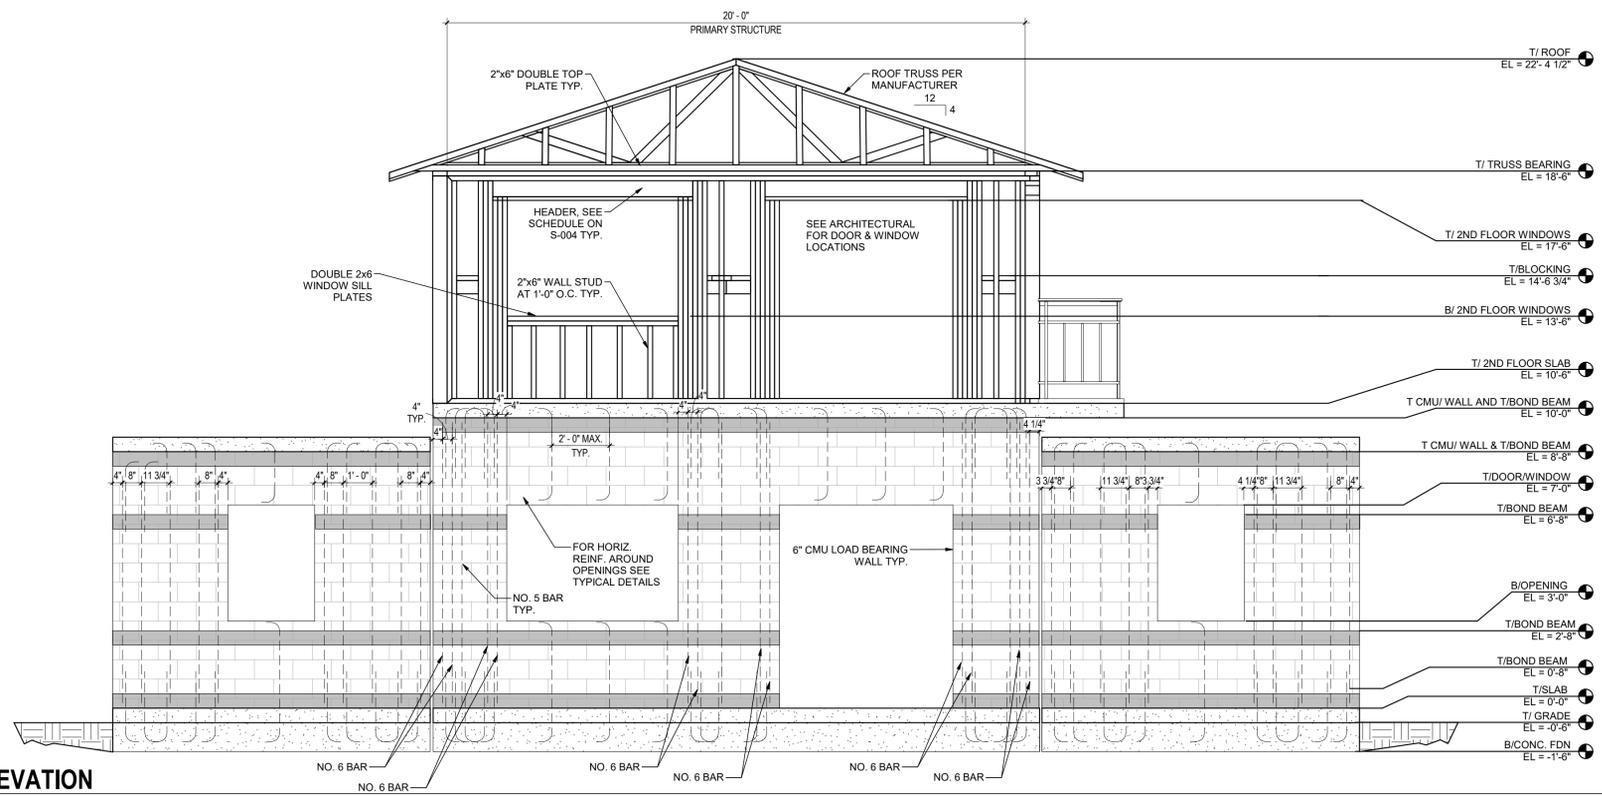 20' - 0"
PRIMARY STRUCTURE
2"x6" DOUBLE TOP
PLATE TYP.
ROOF TRUSS PER
MANUFACTURER
12
4
HEADER, SEE
SCHEDULE ON
S-004 TYP.
SEE ARCHITECTURAL
FOR DOOR & WINDOW
LOCATIONS
DOUBLE 2x6
WINDOW SILL
PLATES
2"x6" WALL STUD
AT 1'-0" O.C. TYP.
T/ ROOF
EL = 22'- 4 1/2"
T/ TRUSS BEARING
EL = 18'-6"
T/ 2ND FLOOR WINDOWS
EL = 17'-6"
T/BLOCKING
EL = 14'-6 3/4"
B/ 2ND FLOOR WINDOWS
EL = 13'-6"
T/ 2ND FLOOR SLAB
EL = 10'-6"
T CMU/ WALL AND T/BOND BEAM
EL = 10'-0"
T CMU/ WALL & T/BOND BEAM
EL = 8'-8"
T/DOOR/WINDOW
EL = 7'-0"
T/BOND BEAM
EL = 6'-8"
B/OPENING
EL = 3'-0"
T/BOND BEAM
EL = 2'-8"
T/BOND BEAM
EL = 0'-8"
T/SLAB
EL = 0'-0"
T/ GRADE
EL = -0'-6"
B/CONC. FDN
EL = -1'-6"
4"
TYP.
4"
4"
4"
4"
4"
2' - 0" MAX.
TYP.
4 1/4"
4"
8"
11 3/4"
8"
4"
4"
8"
1' - 0"
8"
4"
3 3/4"
8"
11 3/4"
8"
3 3/4"
4 1/4"
8"
11 3/4"
8"
4"
FOR HORIZ.
REINF. AROUND
OPENINGS SEE
TYPICAL DETAILS
6" CMU LOAD BEARING
WALL TYP.
NO. 5 BAR
TYP.
NO. 6 BAR
NO. 6 BAR
NO. 6 BAR
NO. 6 BAR
NO. 6 BAR
NO. 6 BAR
EVATION